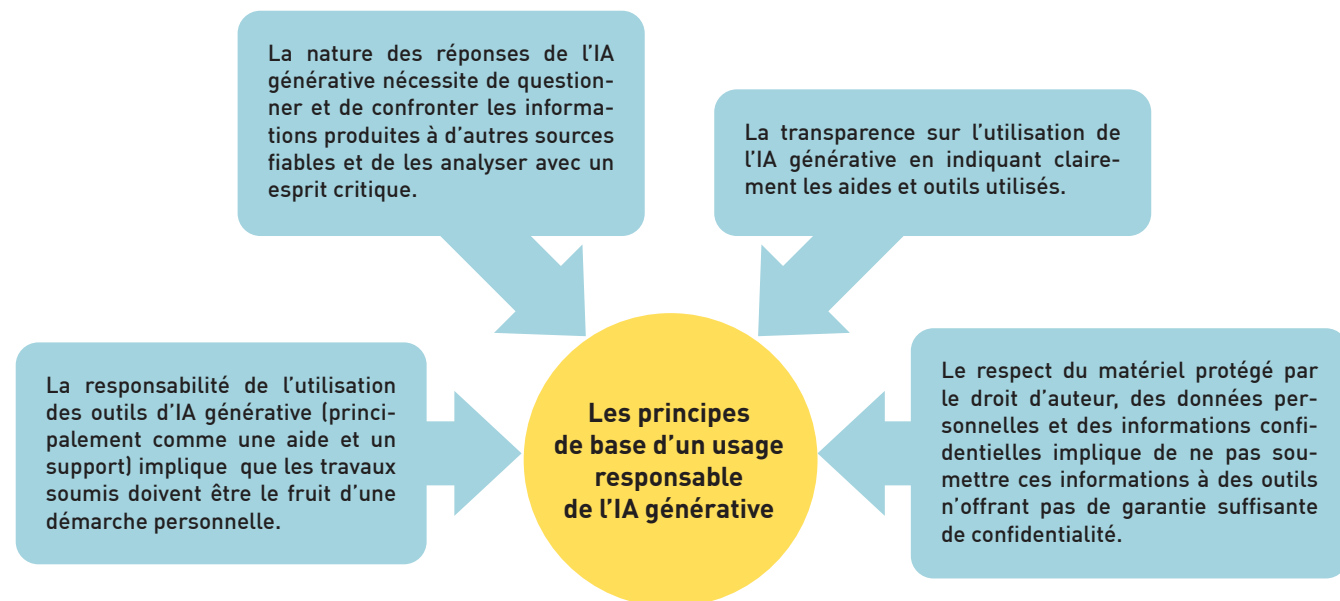 La nature des réponses de l’IA
générative nécessite de question-
ner et de confronter les informa-
tions produites à d’autres sources
fiables et de les analyser avec un
esprit critique.
La transparence sur l’utilisation de
l’IA générative en indiquant claire-
ment les aides et outils utilisés.
La responsabilité de l’utilisation
des outils d’IA générative (princi-
palement comme une aide et un
support) implique que les travaux
soumis doivent être le fruit d’une
démarche personnelle.
Les principes
de base d’un usage
responsable
de l’IA générative
Le respect du matériel protégé par
le droit d’auteur, des données per-
sonnelles et des informations confi-
dentielles implique de ne pas sou-
mettre ces informations à des outils
n’offrant pas de garantie suffisante
de confidentialité.